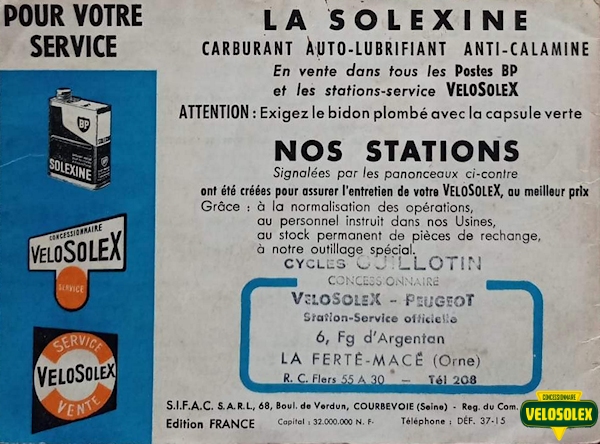 POUR VOTRE
SERVICE
BP
SOLEXINE
CONCESSIONNAIRE
VELOSOLEX
SERVICE
SERVICE
VELOSOLEX
VENTE
LA SOLEXINE
CARBURANT AUTO-LUBRIFIANT ANTI-CALAMINE
En vente dans tous les Postes BP
et les stations-service VELOSOLEX
ATTENTION : Exigez le bidon plombé avec la capsule verte
NOS STATIONS
Signalées par les panonceaux ci-contre
ont été créées pour assurer l'entretien de votre VELOSOLEX, au meilleur prix
Grâce : à la normalisation des opérations,
au personnel instruit dans nos Usines,
au stock permanent de pièces de rechange,
à notre outillage spécial.
CYCLES GUILLOTIN
CONCESSIONNAIRE
VELOSOLEX - PEUGEOT
Station-Service officielle
6, Fg d'Argentan
LA FERTÉ-MACÉ (Orne)
R. C. Flers 55 A 30 - Tél 208
S.I.F.A.C. S.A.R.L, 68, Boul. de Verdun, COURBEVOIE (Seine) - Reg. du Com.
Edition FRANCE Capital : 32.000.000 N. F. Téléphone : DÉF. 37-15
CONCESSIONNAIRE
VELOSOLEX